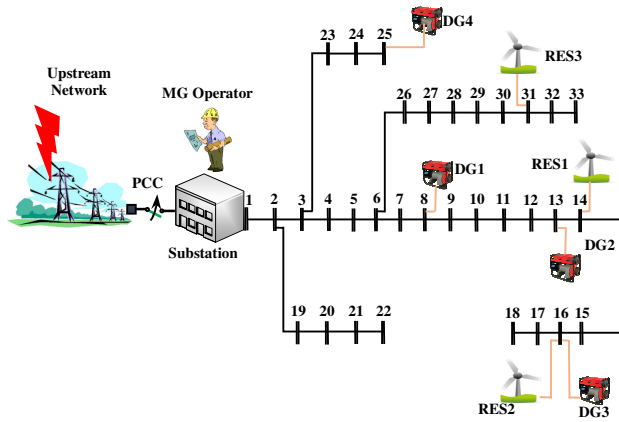 23 24 25
DG4
RES3
Upstream
Network
MG Operator
26 27 28 29 30 31 32 33
PCC
DG1
RES1
1 2 3 4 5 6 7 8 9 10 11 12 13 14
Substation
DG2
19 20 21 22
18 17 16 15
RES2
DG3